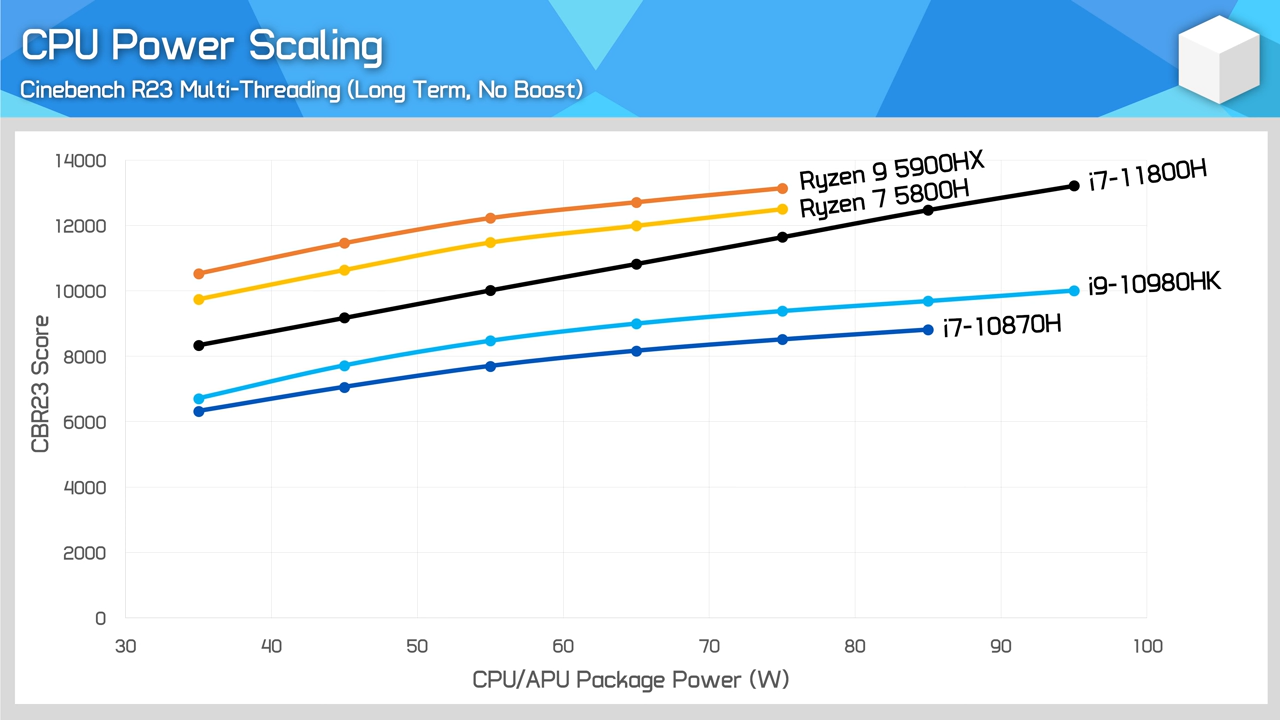 CPU Power Scaling
Cinebench R23 Multi-Threading (Long Term, No Boost)
14000
12000
10000
8000
6000
4000
2000
0
CBR23 Score
Ryzen 9 5900HX
Ryzen 7 5800H
i7-11800H
i9-10980HK
i7-10870H
30 40 50 60 70 80 90 100
CPU/APU Package Power (W)